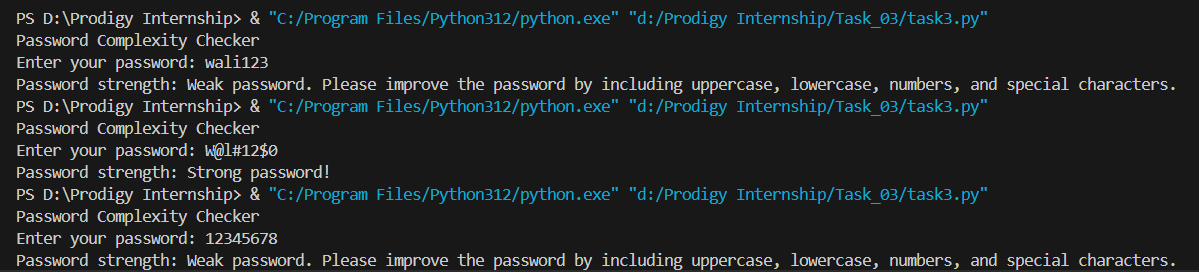 PS D:\Prodigy Internship> & "C:/Program Files/Python312/python.exe" "d:/Prodigy Internship/Task_03/task3.py"
Password Complexity Checker
Enter your password: wali123
Password strength: Weak password. Please improve the password by including uppercase, lowercase, numbers, and special characters.
PS D:\Prodigy Internship> & "C:/Program Files/Python312/python.exe" "d:/Prodigy Internship/Task_03/task3.py"
Password Complexity Checker
Enter your password: W@l#12$0
Password strength: Strong password!
PS D:\Prodigy Internship> & "C:/Program Files/Python312/python.exe" "d:/Prodigy Internship/Task_03/task3.py"
Password Complexity Checker
Enter your password: 12345678
Password strength: Weak password. Please improve the password by including uppercase, lowercase, numbers, and special characters.